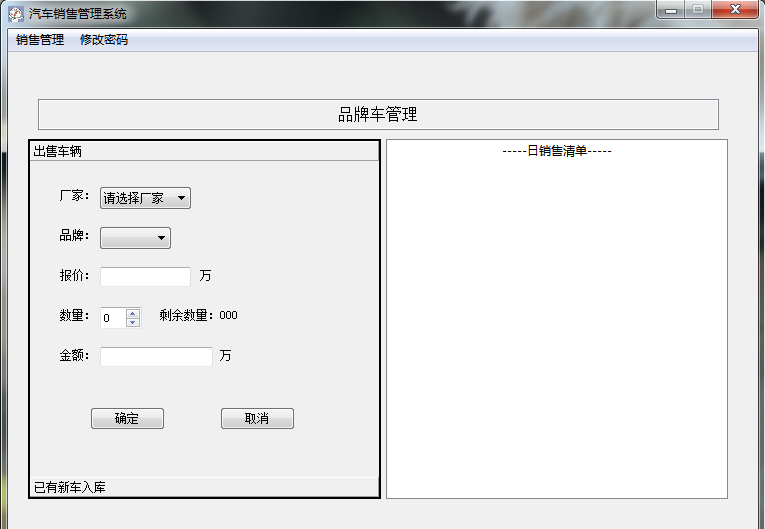 汽车销售管理系统
销售管理 修改密码
品牌车管理
出售车辆
-----日销售清单-----
厂家： 请选择厂家
品牌：
报价： 万
数量： 0 剩余数量：000
金额： 万
确定 取消
已有新车入库